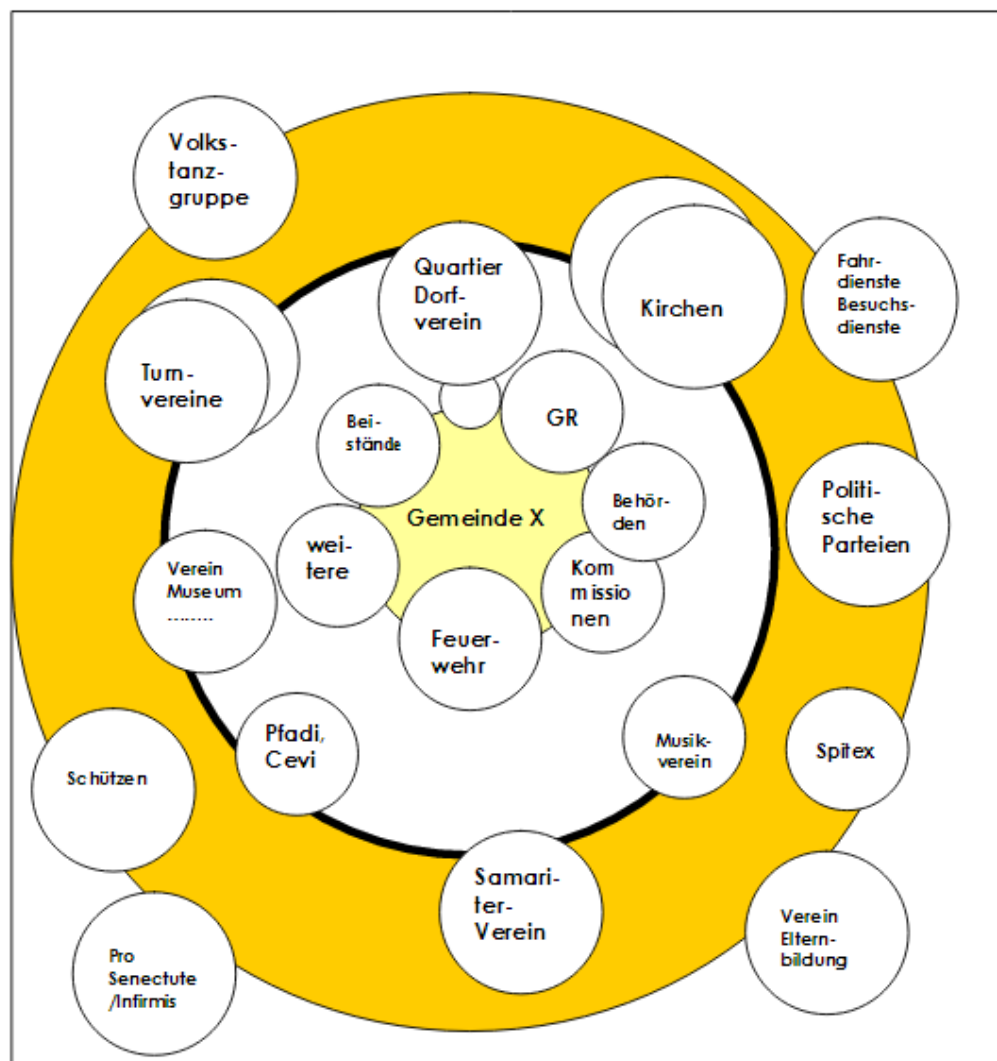 Volks-
tanz-
gruppe
Quartier
Dorf-
verein
Kirchen
Fahr-
dienste
Besuchs-
dienste
Turn-
vereine
Bei-
stände
GR
Politi-
sche
Parteien
Behör-
den
Gemeinde X
wei-
tere
Verein
Museum
........
Kom
missio
nen
Feuer-
wehr
Pfadi,
Cevi
Musik-
verein
Spitex
Schützen
Samari-
ter-
Verein
Verein
Eltern-
bildung
Pro
Senectute
/Infirmis